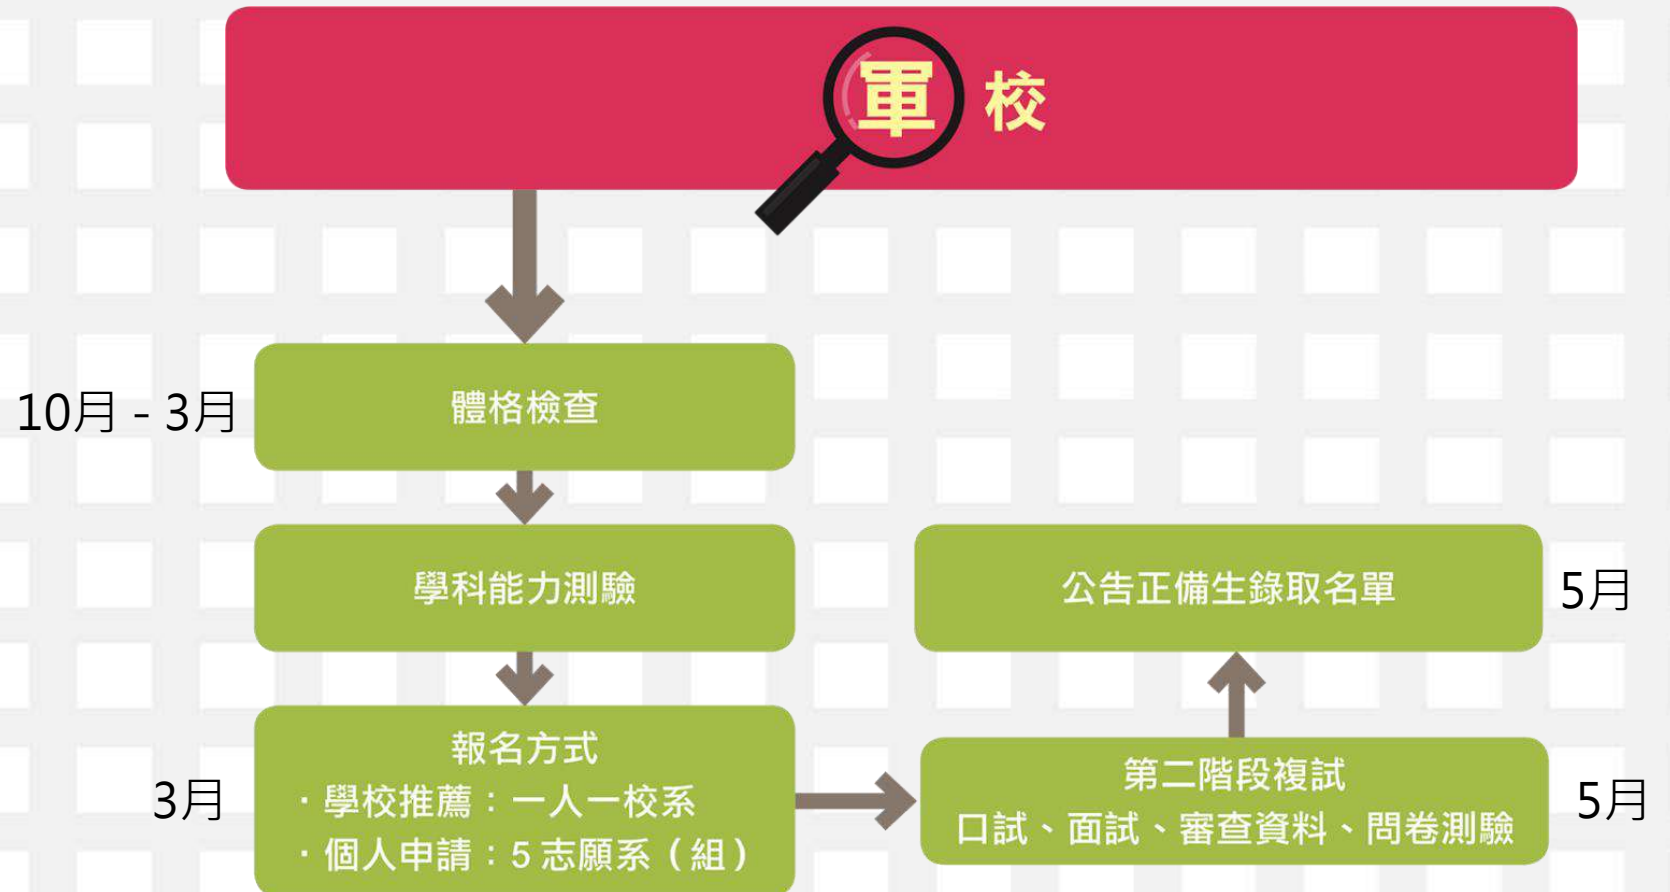 軍校
10月 - 3月
體格檢查
學科能力測驗
3月
報名方式
·學校推薦：一人一校系
·個人申請：5 志願系（組）
第二階段複試
口試、面試、審查資料、問卷測驗
5月
公告正備生錄取名單
5月